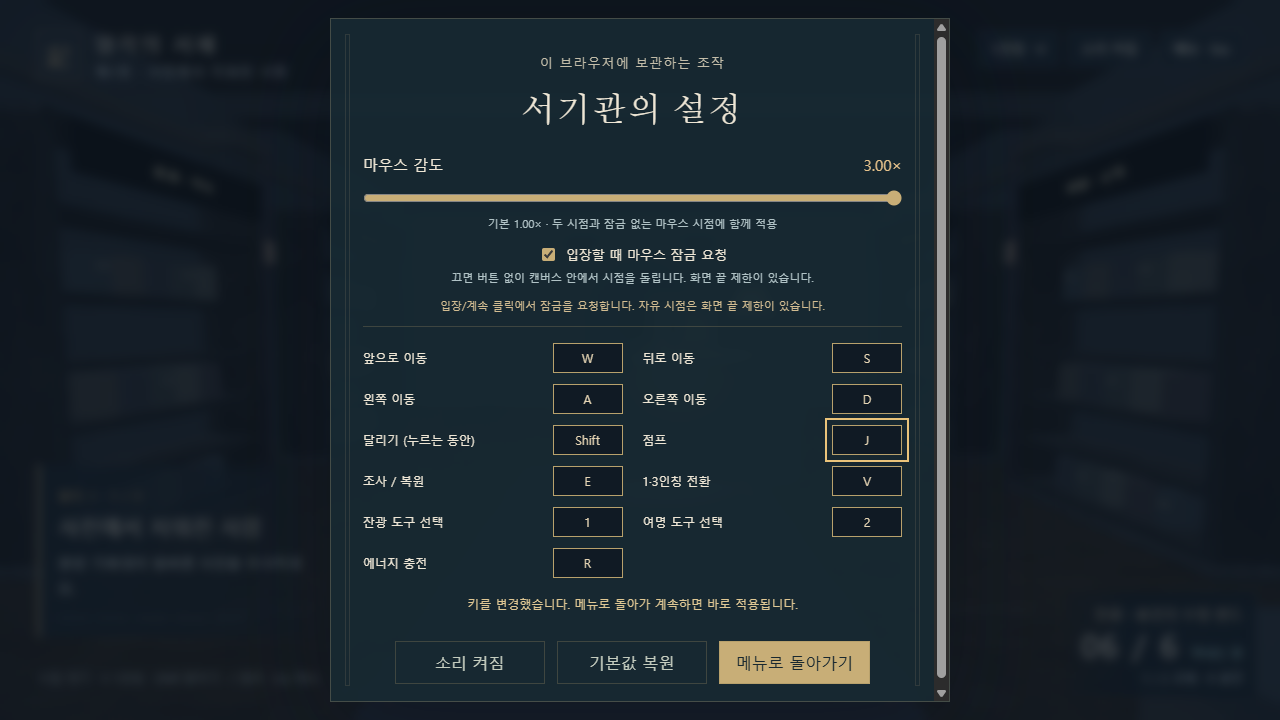 이 브라우저에 보관하는 조작
서기관의 설정
마우스 감도 3.00×
기본 1.00× · 두 시점과 잠금 없는 마우스 시점에 함께 적용
입장할 때 마우스 잠금 요청
끄면 버튼 없이 캔버스 안에서 시점을 돌립니다. 화면 끝 제한이 있습니다.
입장/계속 클릭에서 잠금을 요청합니다. 자유 시점은 화면 끝 제한이 있습니다.
앞으로 이동 W 뒤로 이동 S
왼쪽 이동 A 오른쪽 이동 D
달리기 (누르는 동안) Shift 점프 J
조사 / 복원 E 1·3인칭 전환 V
잔광 도구 선택 1 여명 도구 선택 2
에너지 충전 R
키를 변경했습니다. 메뉴로 돌아가 계속하면 바로 적용됩니다.
소리 켜짐 기본값 복원 메뉴로 돌아가기
06 / 6